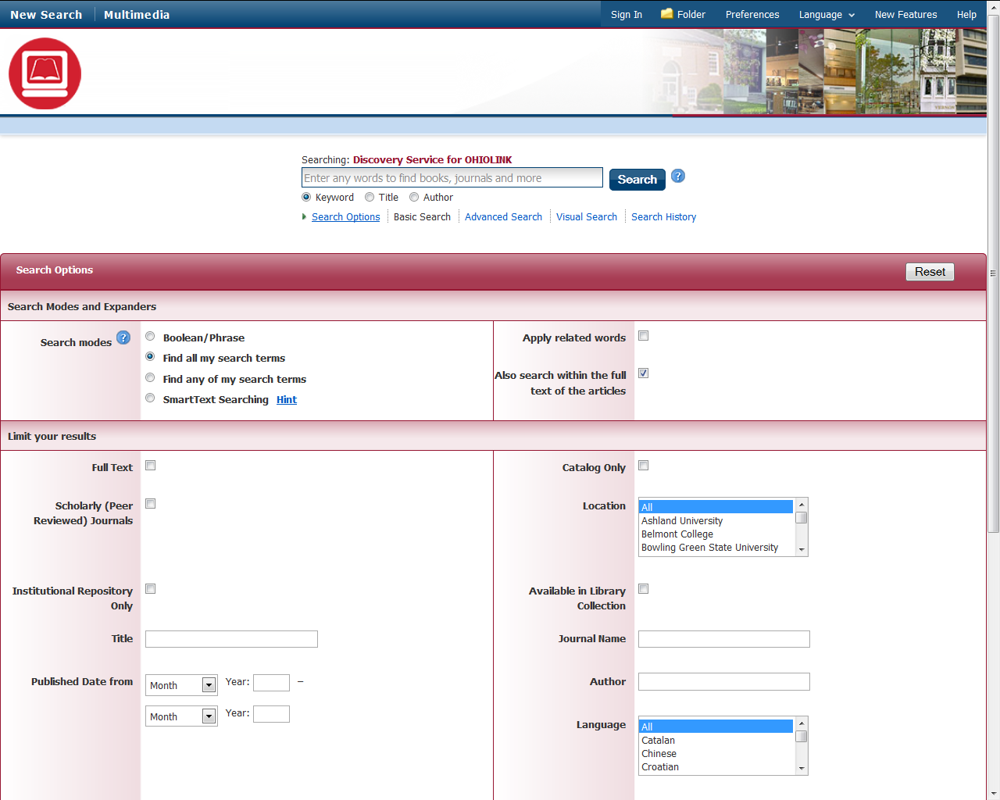 New Search Multimedia Sign In Folder Preferences Language New Features Help
Searching: Discovery Service for OHIOLINK
Enter any words to find books, journals and more Search ?
Keyword Title Author
Search Options Basic Search Advanced Search Visual Search Search History
Search Options Reset
Search Modes and Expanders
Search modes ? Boolean/Phrase
Find all my search terms
Find any of my search terms
SmartText Searching Hint
Apply related words
Also search within the full
text of the articles
Limit your results
Full Text
Catalog Only
Scholarly (Peer
Reviewed) Journals
Location
All
Ashland University
Belmont College
Bowling Green State University
Institutional Repository
Only
Available in Library
Collection
Title
Journal Name
Published Date from Month Year: –
Month Year:
Author
Language
All
Catalan
Chinese
Croatian